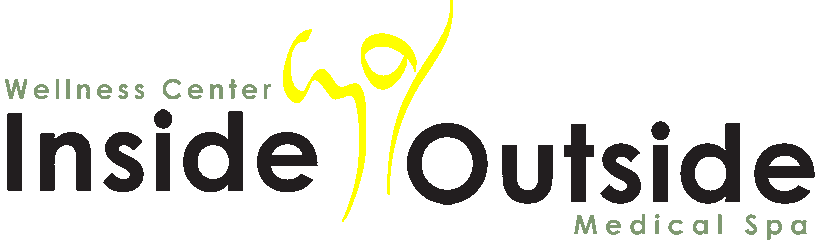 Wellness Center
Inside Outside
Medical Spa